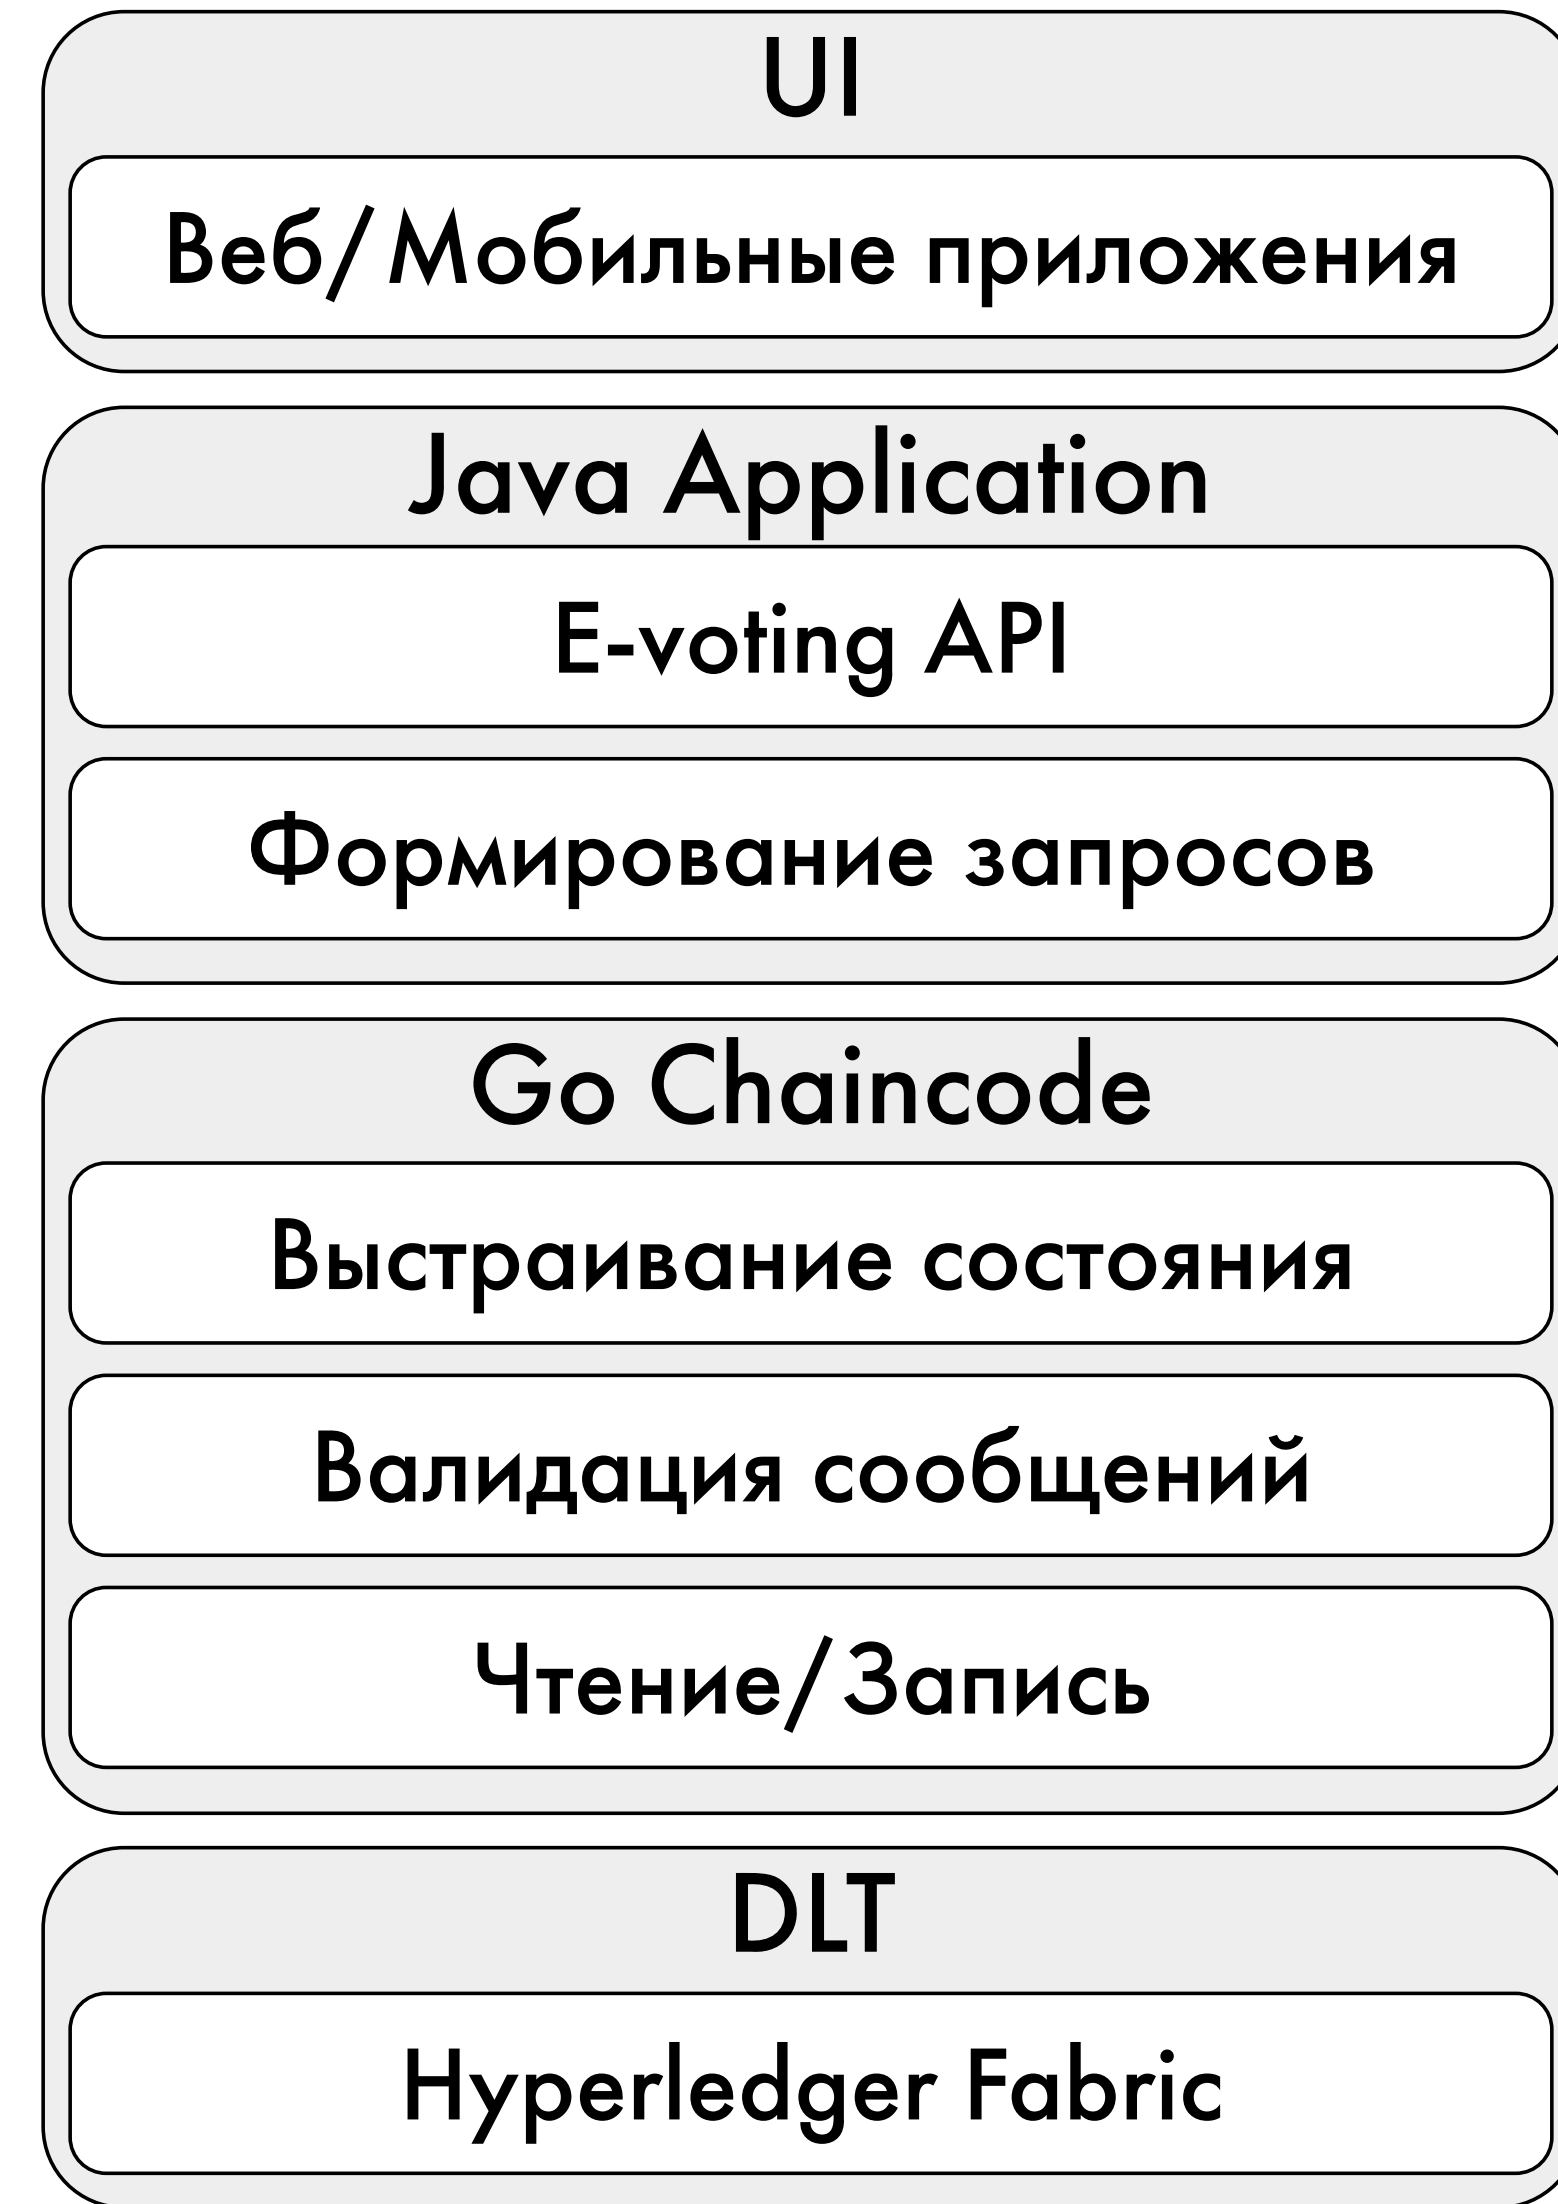 UI
Веб/Мобильные приложения
Java Application
E-voting API
Формирование запросов
Go Chaincode
Выстраивание состояния
Валидация сообщений
Чтение/Запись
DLT
Hyperledger Fabric